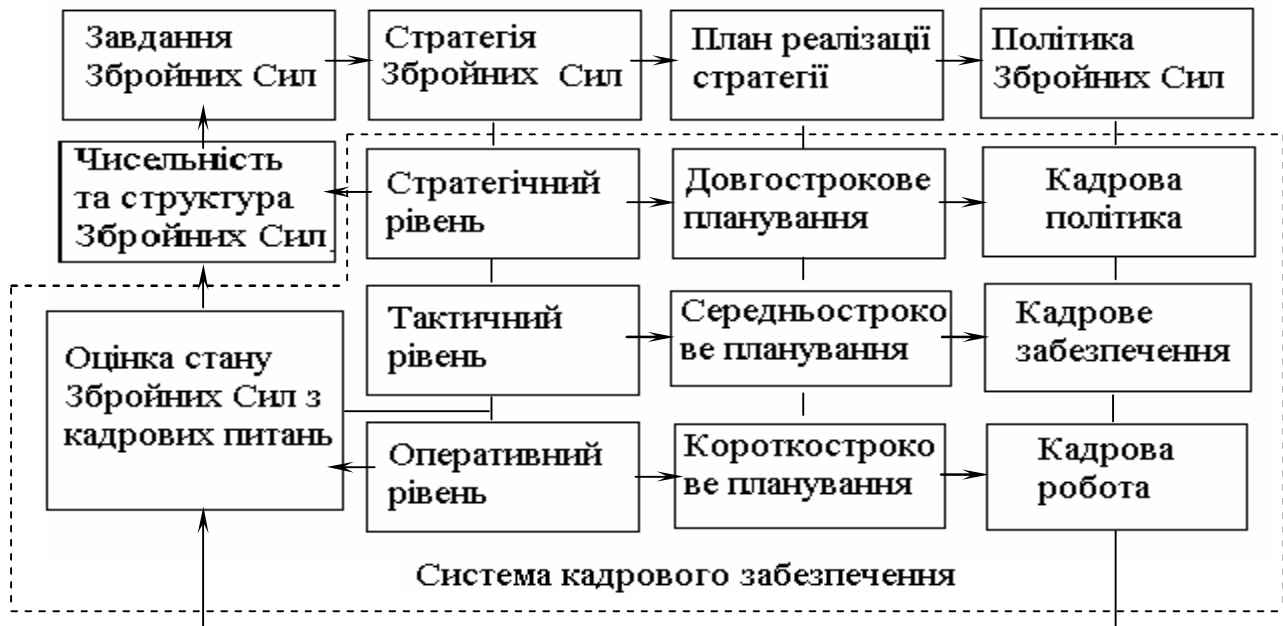 Завдання
Збройних Сил
Стратегія
Збройних Сил
План реалізації
стратегії
Політика
Збройних Сил
Чисельність
та структура
Збройних Сил
Стратегічний
рівень
Довгострокове
планування
Кадрова
політика
Оцінка стану
Збройних Сил з
кадрових питань
Тактичний
рівень
Середньостроко
ве планування
Кадрове
забезпечення
Оперативний
рівень
Короткостроко
ве планування
Кадрова
робота
Система кадрового забезпечення